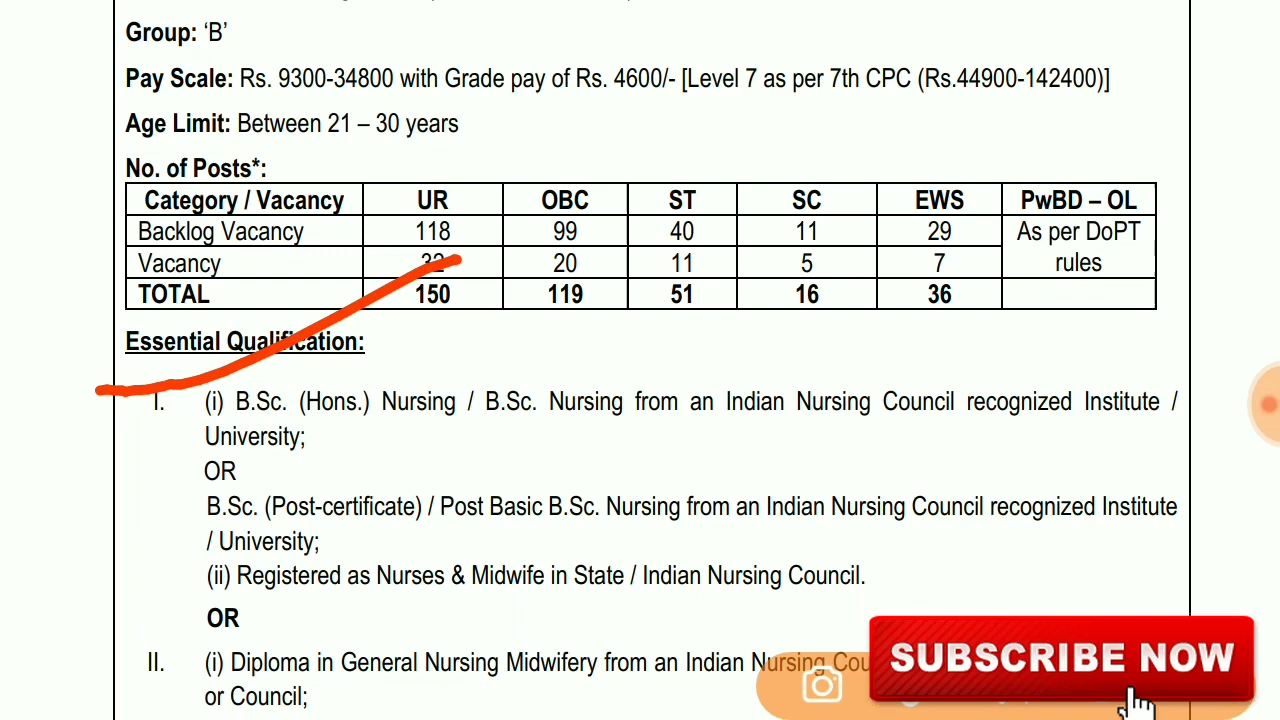 Group: ‘B’
Pay Scale: Rs. 9300-34800 with Grade pay of Rs. 4600/- [Level 7 as per 7th CPC (Rs.44900-142400)]
Age Limit: Between 21 – 30 years
No. of Posts*:
Category / Vacancy UR OBC ST SC EWS PwBD – OL
Backlog Vacancy 118 99 40 11 29 As per DoPT
Vacancy 32 20 11 5 7 rules
TOTAL 150 119 51 16 36
Essential Qualification:
I. (i) B.Sc. (Hons.) Nursing / B.Sc. Nursing from an Indian Nursing Council recognized Institute /
University;
OR
B.Sc. (Post-certificate) / Post Basic B.Sc. Nursing from an Indian Nursing Council recognized Institute
/ University;
(ii) Registered as Nurses & Midwife in State / Indian Nursing Council.
OR
II. (i) Diploma in General Nursing Midwifery from an Indian Nursing
or Council;
SUBSCRIBE NOW